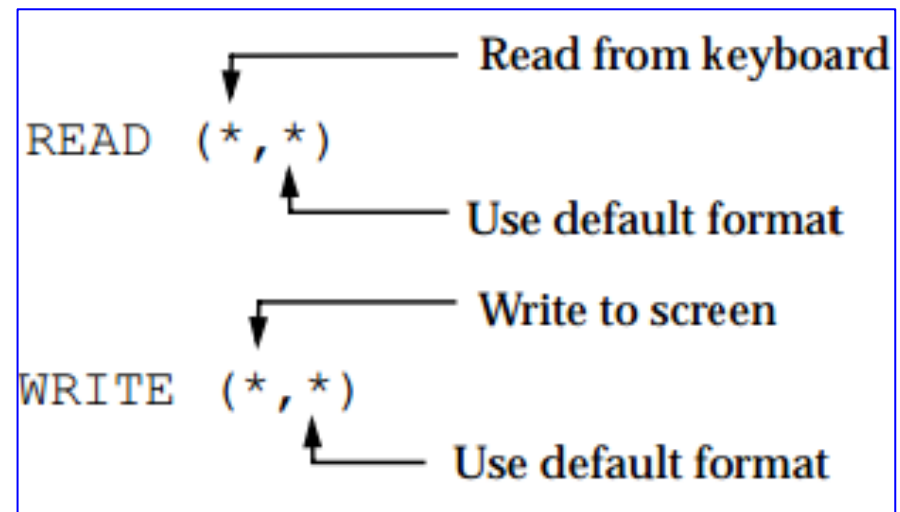 Read from keyboard
READ (*,*)
Use default format
Write to screen
WRITE (*,*)
Use default format